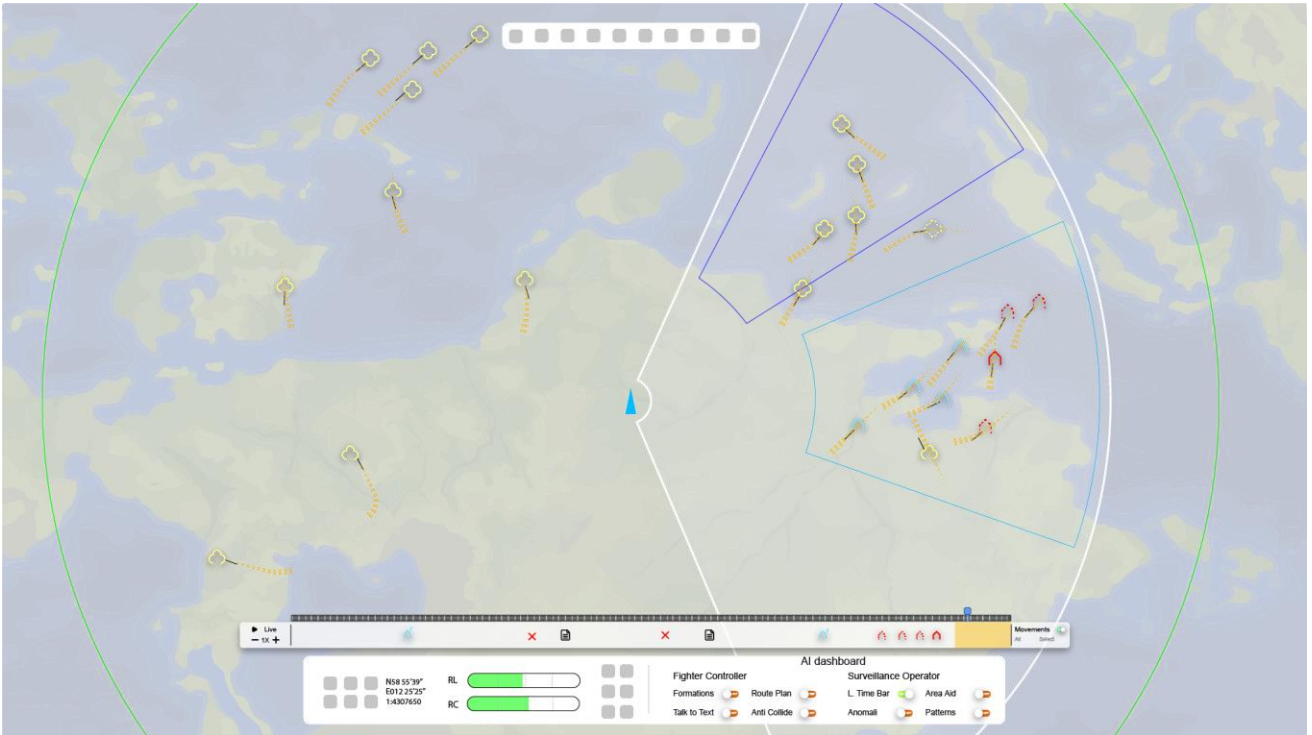 Live
1X
Movements
All Select
AI dashboard
N58 55'39"
E012 25'25"
1:4307650
RL
RC
Fighter Controller
Surveillance Operator
Formations Route Plan L. Time Bar Area Aid
Talk to Text Anti Collide Anomali Patterns